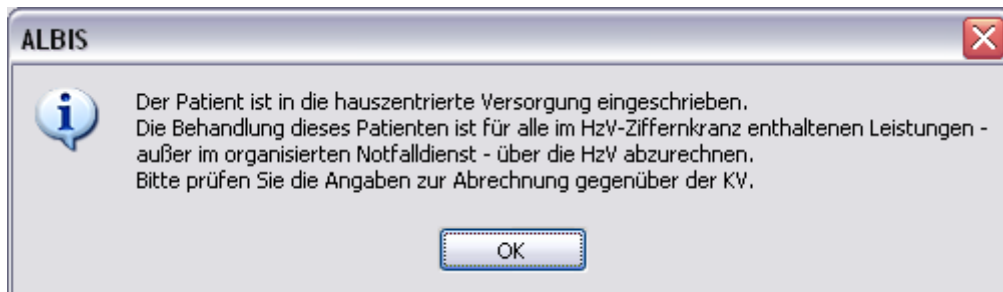 ALBIS
Der Patient ist in die hauszentrierte Versorgung eingeschrieben.
Die Behandlung dieses Patienten ist für alle im HzV-Ziffernkranz enthaltenen Leistungen -
außer im organisierten Notfalldienst - über die HzV abzurechnen.
Bitte prüfen Sie die Angaben zur Abrechnung gegenüber der KV.
OK